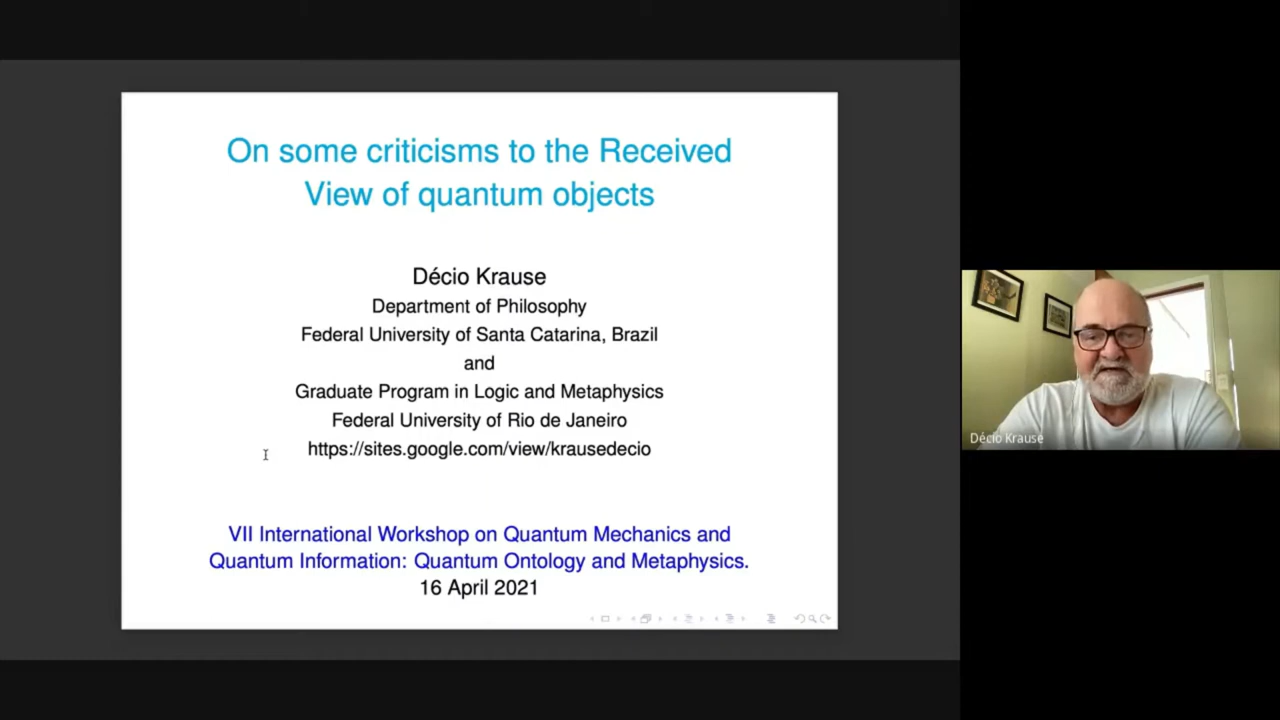 On some criticisms to the Received
View of quantum objects
Décio Krause
Department of Philosophy
Federal University of Santa Catarina, Brazil
and
Graduate Program in Logic and Metaphysics
Federal University of Rio de Janeiro
https://sites.google.com/view/krausedecio
VII International Workshop on Quantum Mechanics and
Quantum Information: Quantum Ontology and Metaphysics.
16 April 2021
Décio Krause